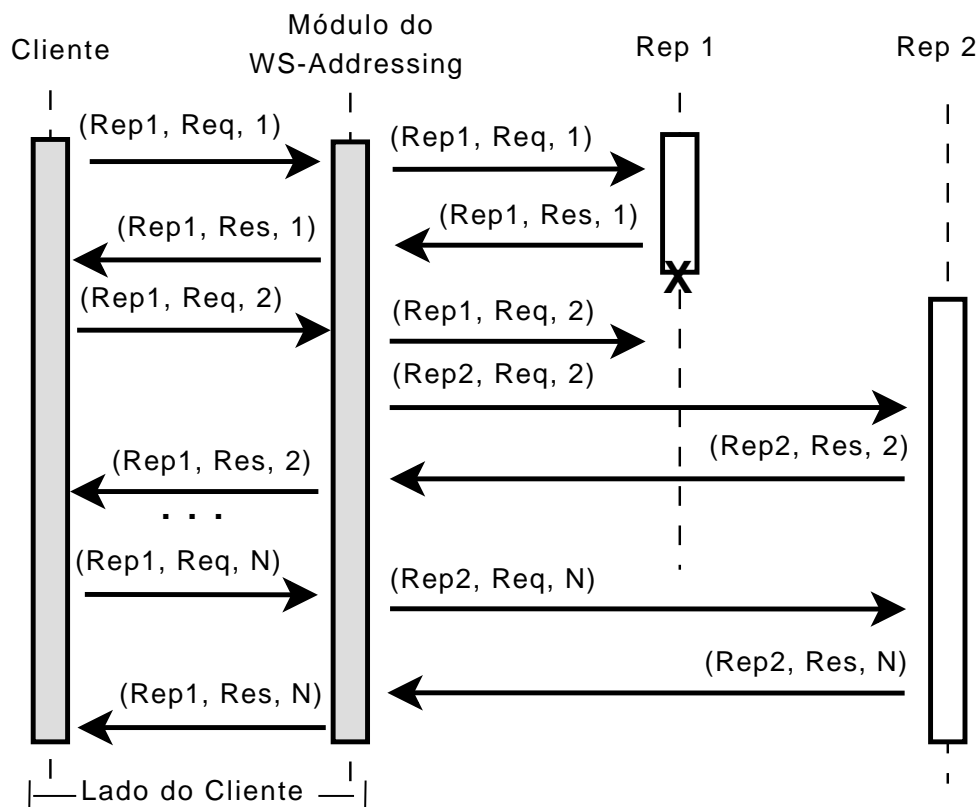 Cliente
Módulo do
WS-Addressing
Rep 1
Rep 2
(Rep1, Req, 1)
(Rep1, Req, 1)
(Rep1, Res, 1)
(Rep1, Res, 1)
X
(Rep1, Req, 2)
(Rep1, Req, 2)
(Rep2, Req, 2)
(Rep2, Res, 2)
(Rep1, Res, 2)
. . .
(Rep1, Req, N)
(Rep2, Req, N)
(Rep2, Res, N)
(Rep1, Res, N)
Lado do Cliente